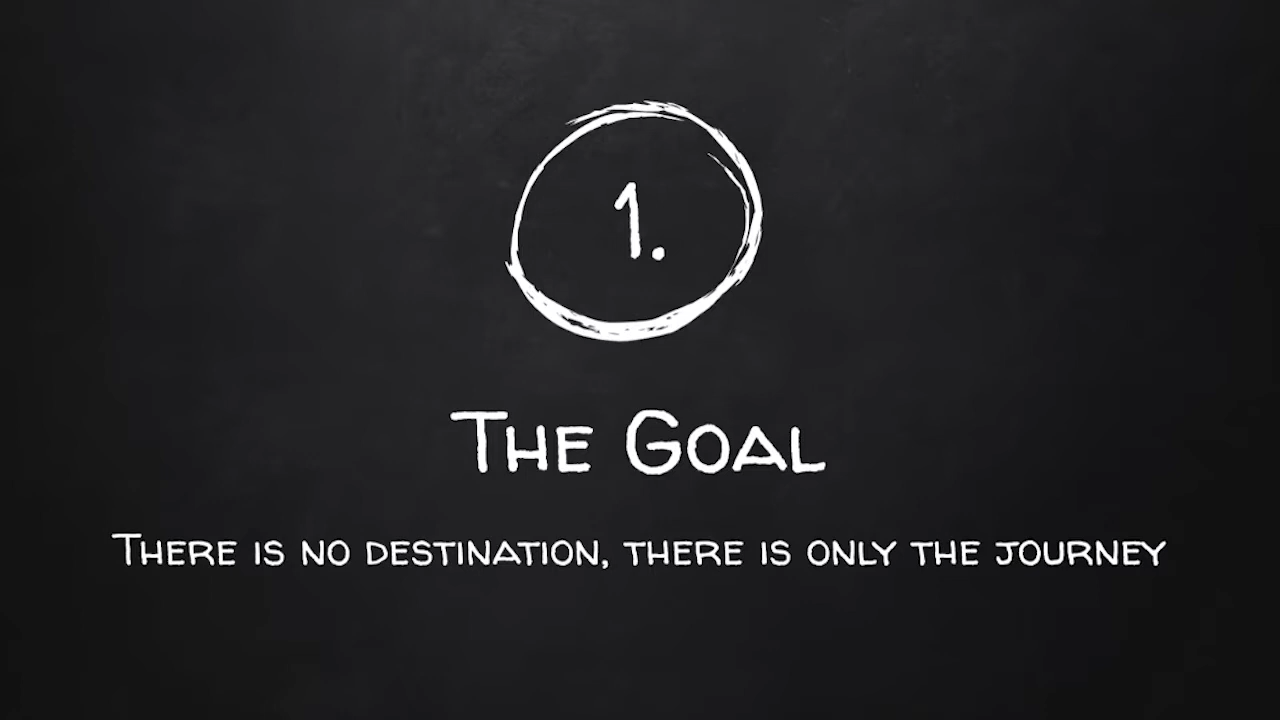 1.
The Goal
There is no destination, there is only the journey